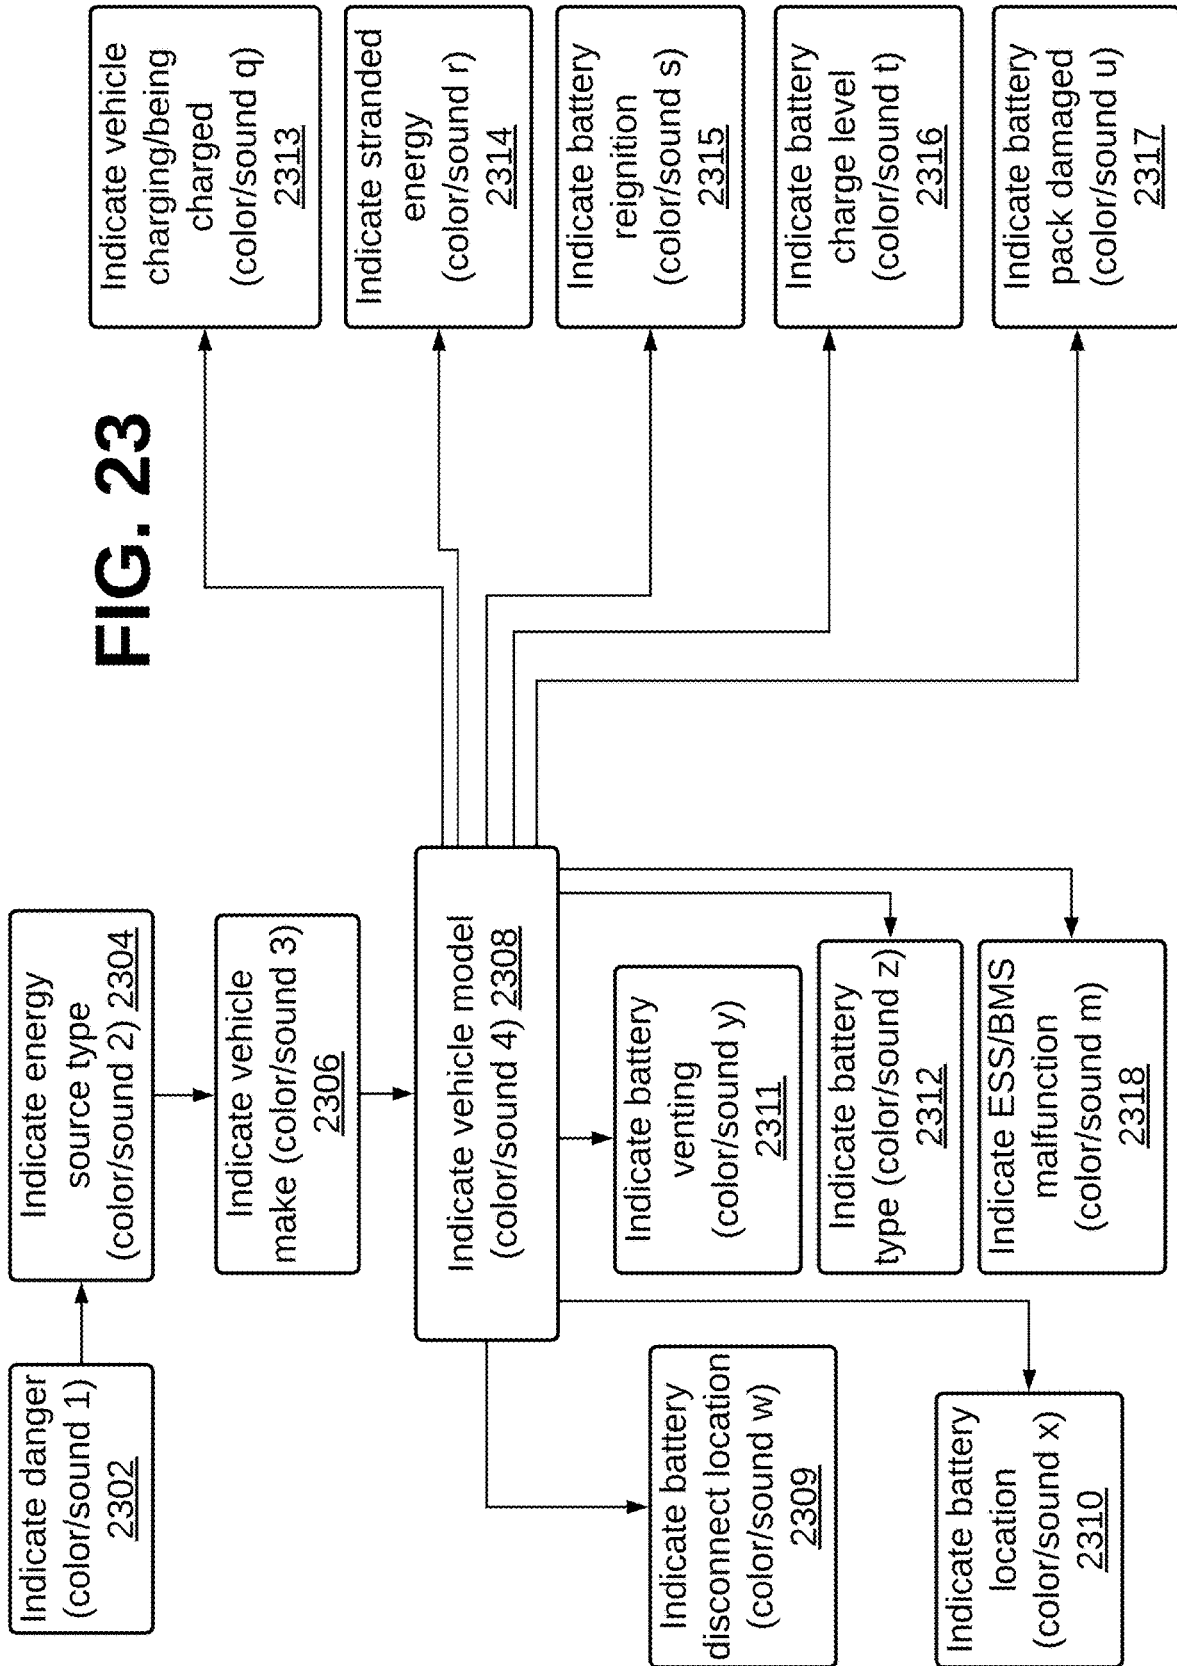 FIG. 23
Indicate danger
(color/sound 1)
2302
Indicate energy
source type
(color/sound 2) 2304
Indicate vehicle
make (color/sound 3)
2306
Indicate vehicle model
(color/sound 4) 2308
Indicate battery
disconnect location
(color/sound w)
2309
Indicate battery
location
(color/sound x)
2310
Indicate battery
venting
(color/sound y)
2311
Indicate battery
type (color/sound z)
2312
Indicate ESS/BMS
malfunction
(color/sound m)
2318
Indicate vehicle
charging/being
charged
(color/sound q)
2313
Indicate stranded
energy
(color/sound r)
2314
Indicate battery
reignition
(color/sound s)
2315
Indicate battery
charge level
(color/sound t)
2316
Indicate battery
pack damaged
(color/sound u)
2317